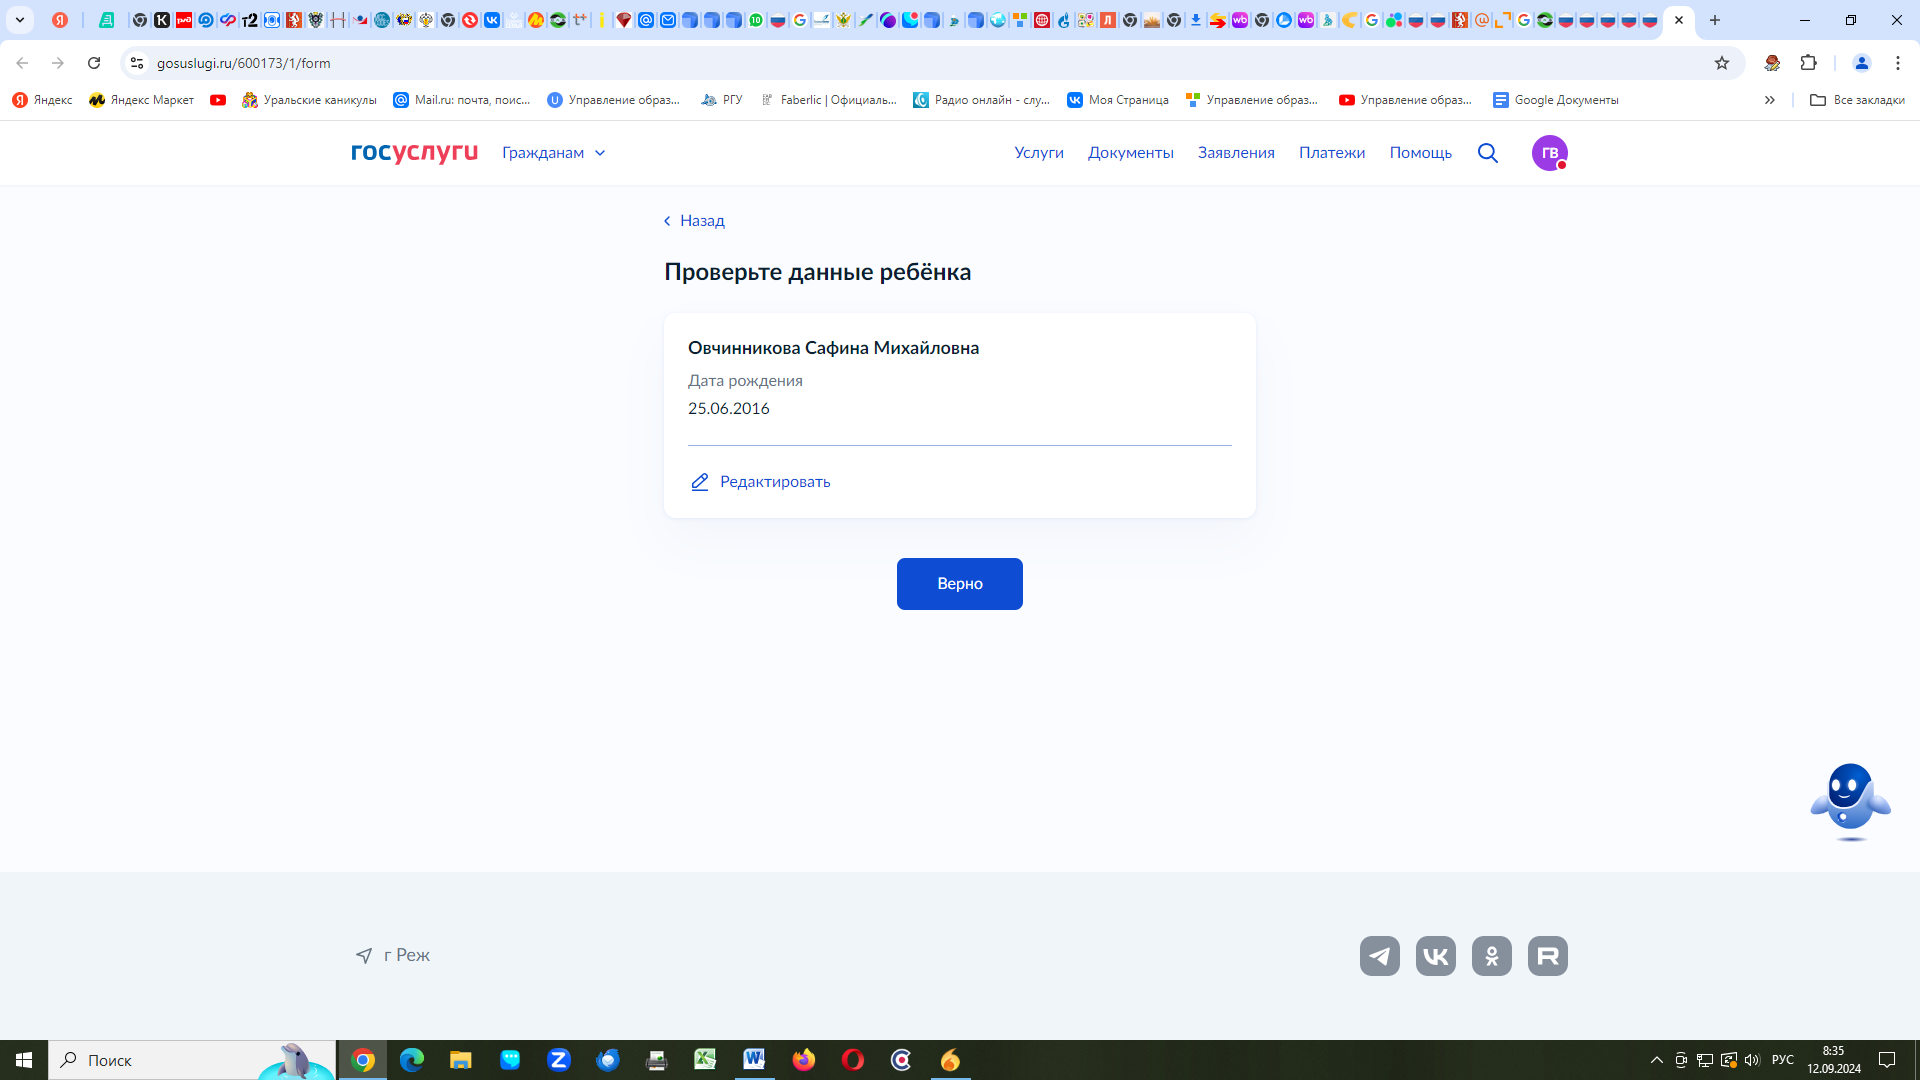 gosuslugi.ru/600173/1/form
Яндекс
Яндекс Маркет
Уральские каникулы
Mail.ru: почта, поис...
Управление образ...
РГУ
Faberlic | Официаль...
Радио онлайн - слу...
Моя Страница
Управление образ...
Управление образ...
Google Документы
Все закладки
госуслуги
Гражданам
Услуги
Документы
Заявления
Платежи
Помощь
ГВ
Назад
Проверьте данные ребёнка
Овчинникова Сафина Михайловна
Дата рождения
25.06.2016
Редактировать
Верно
г Реж
Поиск
РУС
8:35
12.09.2024